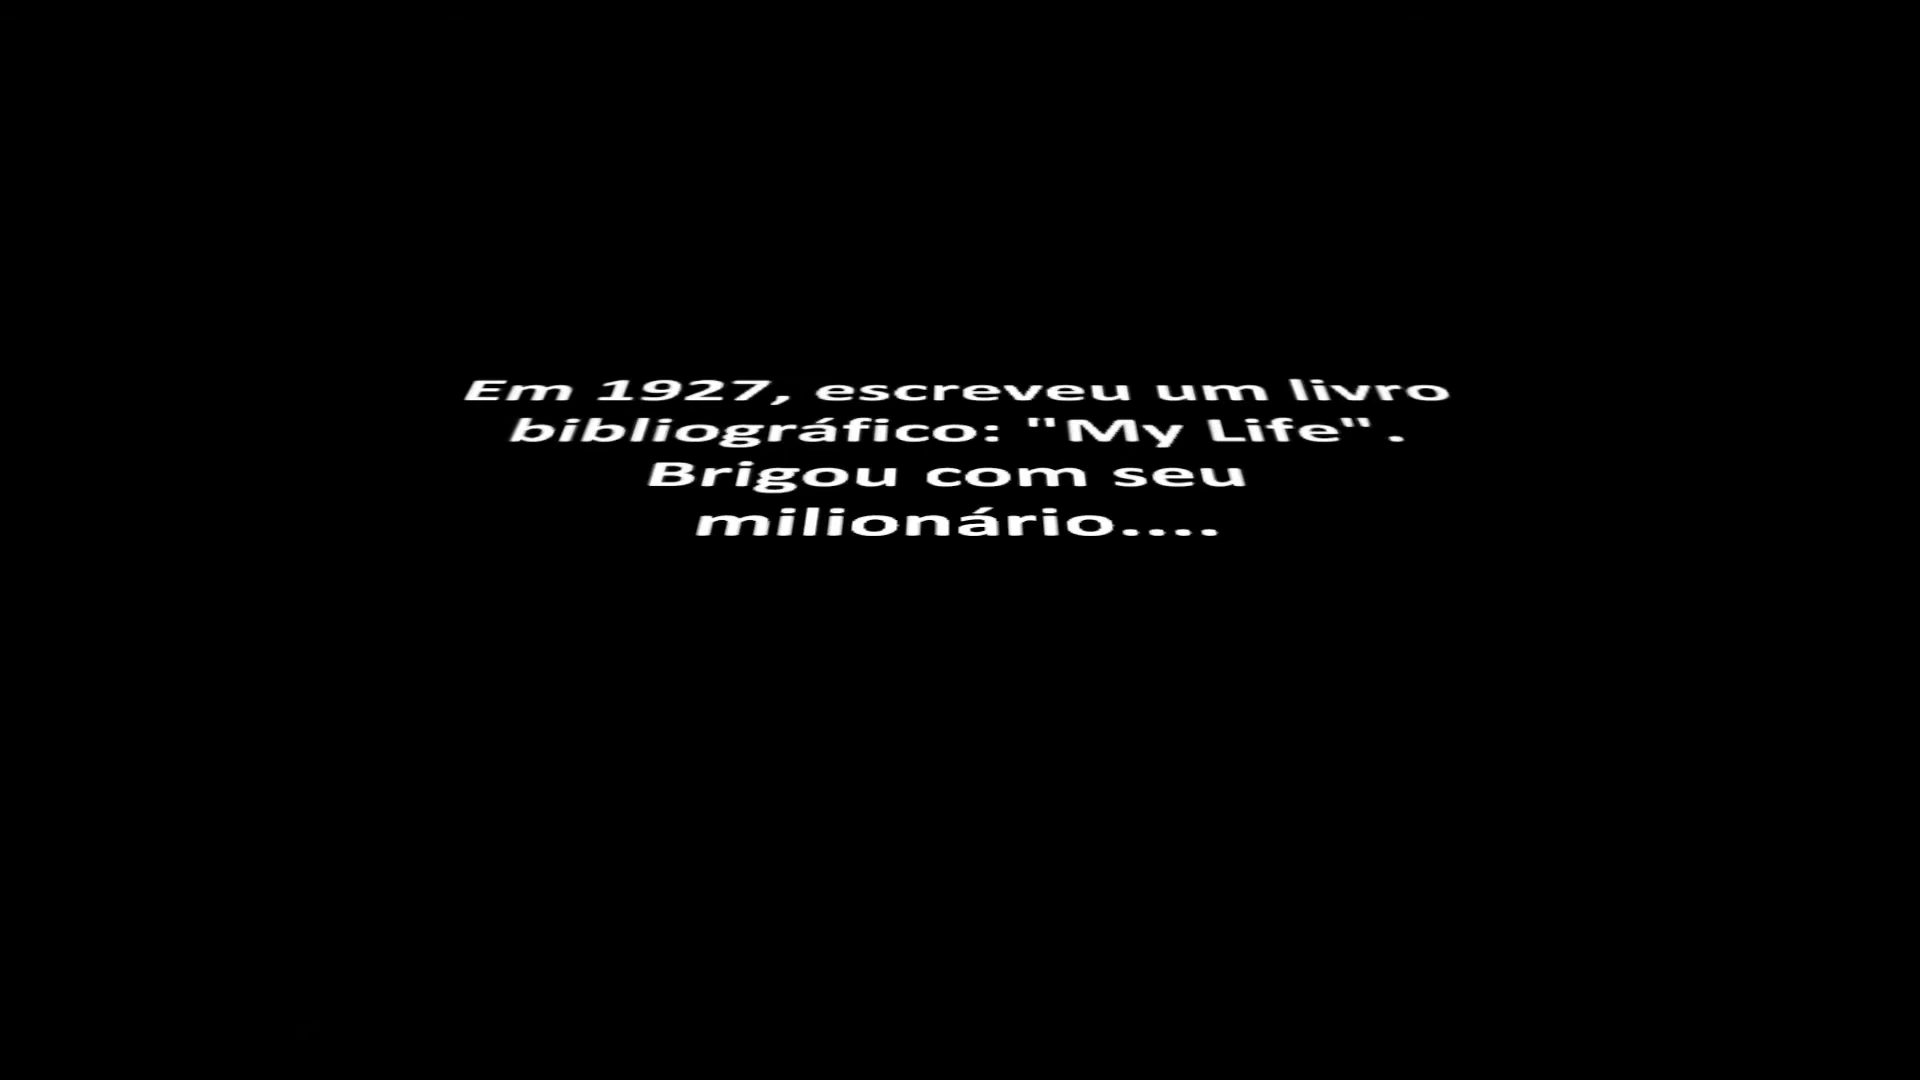 Em 1927, escreveu um livro
bibliográfico: "My Life".
Brigou com seu
milionário....